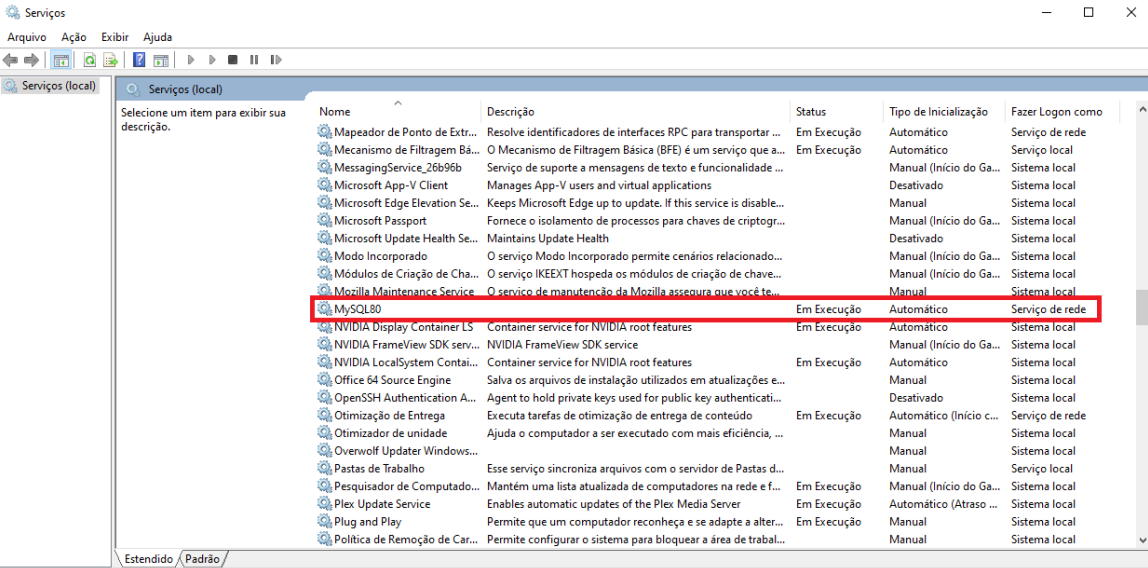 Serviços
Arquivo Ação Exibir Ajuda
Serviços (local)
Serviços (local)
Selecione um item para exibir sua
descrição.
Nome Descrição Status Tipo de Inicialização Fazer Logon como
Mapeador de Ponto de Extr... Resolve identificadores de interfaces RPC para transportar ... Em Execução Automático Serviço de rede
Mecanismo de Filtragem Bá... O Mecanismo de Filtragem Básica (BFE) é um serviço que a... Em Execução Automático Serviço local
MessagingService_26b96b Serviço de suporte a mensagens de texto e funcionalidade ... Manual (Início do Ga... Sistema local
Microsoft App-V Client Manages App-V users and virtual applications Desativado Sistema local
Microsoft Edge Elevation Se... Keeps Microsoft Edge up to update. If this service is disable... Manual Sistema local
Microsoft Passport Fornece o isolamento de processos para chaves de criptogr... Manual (Início do Ga... Sistema local
Microsoft Update Health Se... Maintains Update Health Desativado Sistema local
Modo Incorporado O serviço Modo Incorporado permite cenários relacionado... Manual (Início do Ga... Sistema local
Módulos de Criação de Cha... O serviço IKEEXT hospeda os módulos de criação de chave... Manual (Início do Ga... Sistema local
Mozilla Maintenance Service O serviço de manutenção da Mozilla assegura que você te... Manual Sistema local
MySQL80 Em Execução Automático Serviço de rede
NVIDIA Display Container LS Container service for NVIDIA root features Em Execução Automático Sistema local
NVIDIA FrameView SDK serv... NVIDIA FrameView SDK service Manual (Início do Ga... Sistema local
NVIDIA LocalSystem Contai... Container service for NVIDIA root features Em Execução Automático Sistema local
Office 64 Source Engine Salva os arquivos de instalação utilizados em atualizações e... Manual Sistema local
OpenSSH Authentication A... Agent to hold private keys used for public key authenticati... Desativado Sistema local
Otimização de Entrega Executa tarefas de otimização de entrega de conteúdo Em Execução Automático (Início c... Serviço de rede
Otimizador de unidade Ajuda o computador a ser executado com mais eficiência, ... Manual Sistema local
Overwolf Updater Windows... Manual Sistema local
Pastas de Trabalho Esse serviço sincroniza arquivos com o servidor de Pastas d... Manual Serviço local
Pesquisador de Computado... Mantém uma lista atualizada de computadores na rede e f... Em Execução Manual (Início do Ga... Sistema local
Plex Update Service Enables automatic updates of the Plex Media Server Em Execução Automático (Atraso ... Sistema local
Plug and Play Permite que um computador reconheça e se adapte a alter... Em Execução Manual Sistema local
Política de Remoção de Car... Permite configurar o sistema para bloquear a área de trabal... Manual Sistema local
Estendido Padrão